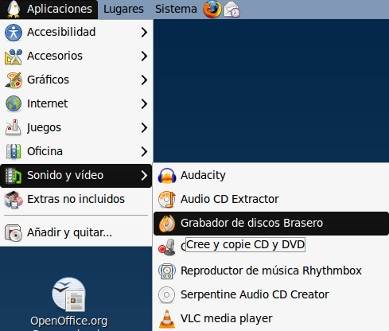 Aplicaciones Lugares Sistema
Accesibilidad
Accesorios
Gráficos
Internet
Juegos
Oficina
Sonido y vídeo
Extras no incluidos
Añadir y quitar...
Audacity
Audio CD Extractor
Grabador de discos Brasero
Cree y copie CD y DVD
Reproductor de música Rhythmbox
Serpentine Audio CD Creator
VLC media player
OpenOffice.org